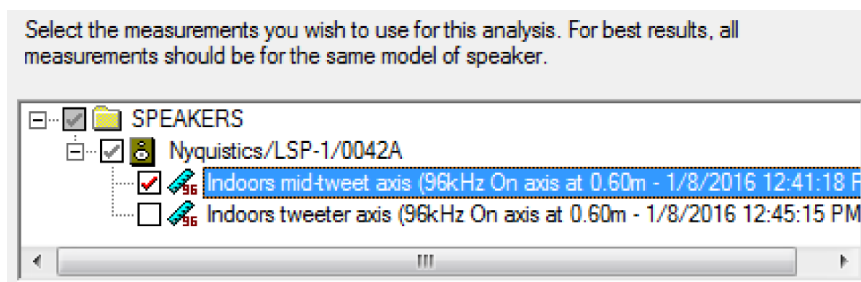 Select the measurements you wish to use for this analysis. For best results, all
measurements should be for the same model of speaker.
SPEAKERS
Nyquistics/LSP-1/0042A
96 Indoors mid-tweet axis (96kHz On axis at 0.60m - 1/8/2016 12:41:18
96 Indoors tweeter axis (96kHz On axis at 0.60m - 1/8/2016 12:45:15 PM